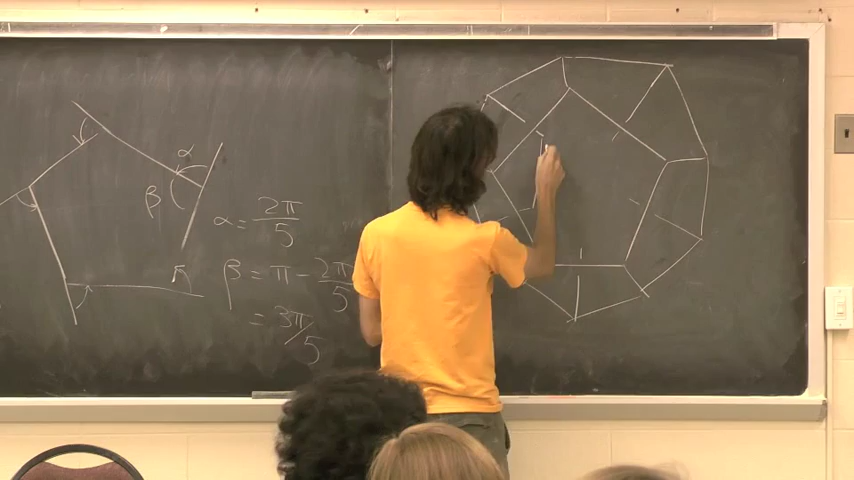 α
β
α = 2π/5
β = π - 2π/5
= 3π/5